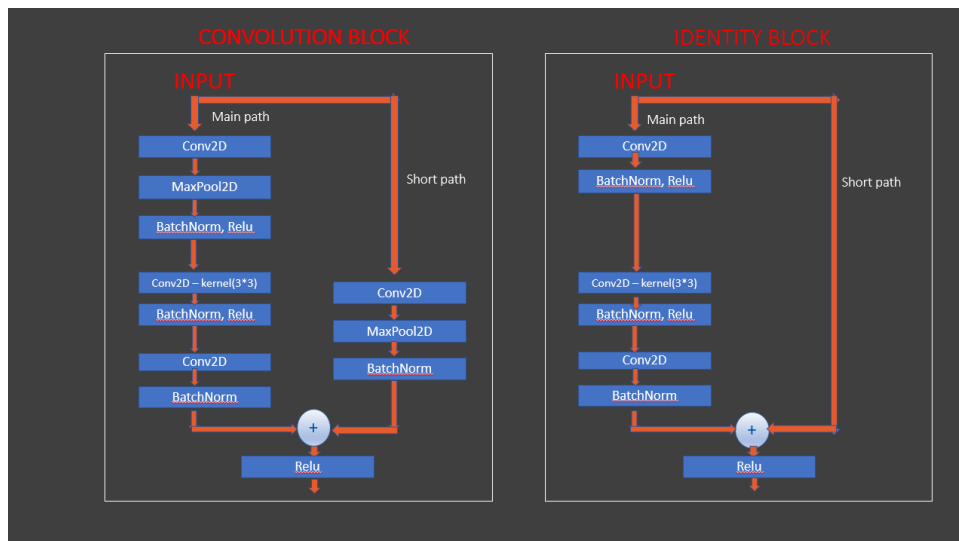 CONVOLUTION BLOCK
INPUT
Main path
Conv2D
MaxPool2D
BatchNorm, Relu
Conv2D – kernel(3*3)
BatchNorm, Relu
Conv2D
BatchNorm
Short path
Conv2D
MaxPool2D
BatchNorm
+
Relu
IDENTITY BLOCK
INPUT
Main path
Conv2D
BatchNorm, Relu
Conv2D – kernel(3*3)
BatchNorm, Relu
Conv2D
BatchNorm
Short path
+
Relu